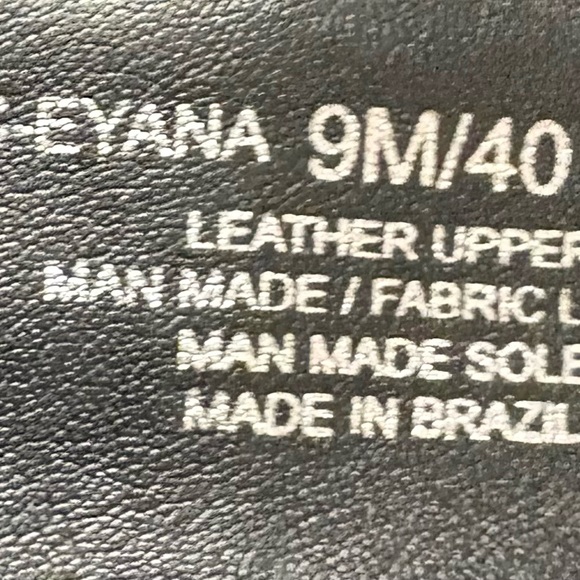 -EYANA 9M/40
LEATHER UPPER
MAN MADE / FABRIC L
MAN MADE SOLE
MADE IN BRAZIL